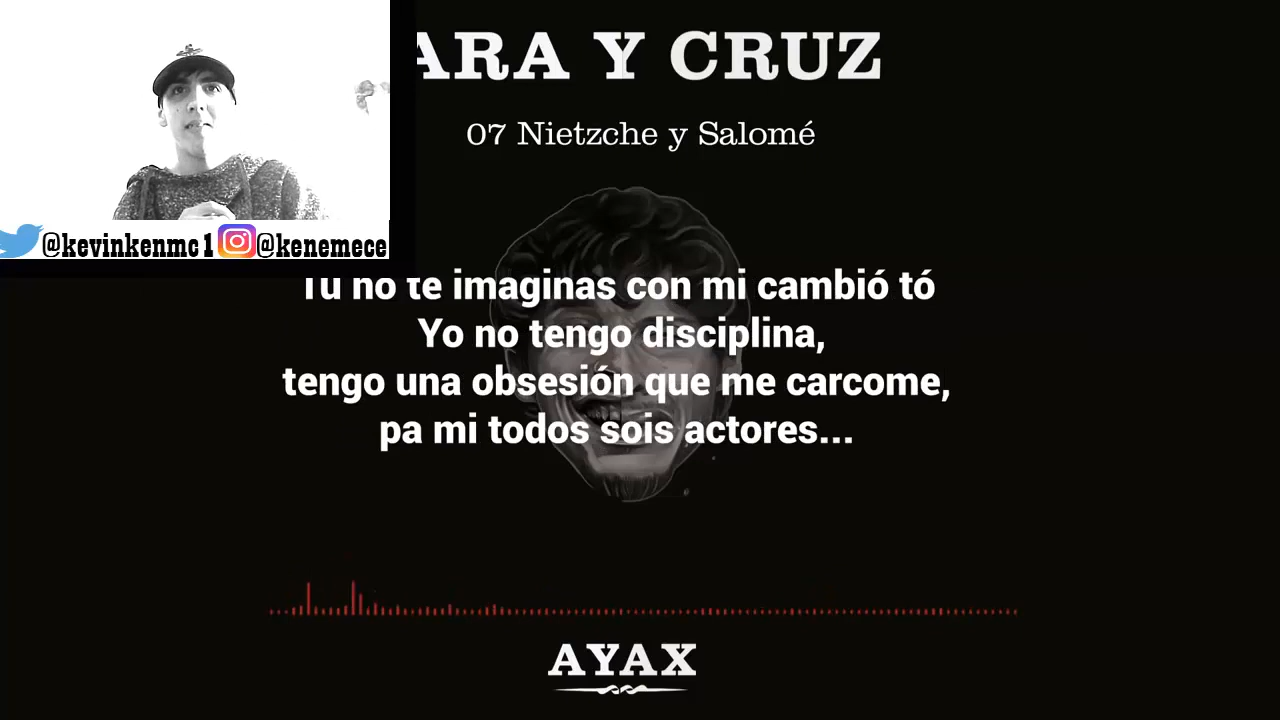 ARA Y CRUZ
07 Nietzche y Salomé
@kevinkenmc1 @kenemece
Tu no te imaginas con mi cambió tó
Yo no tengo disciplina,
tengo una obsesión que me carcome,
pa mi todos sois actores...
AYAX